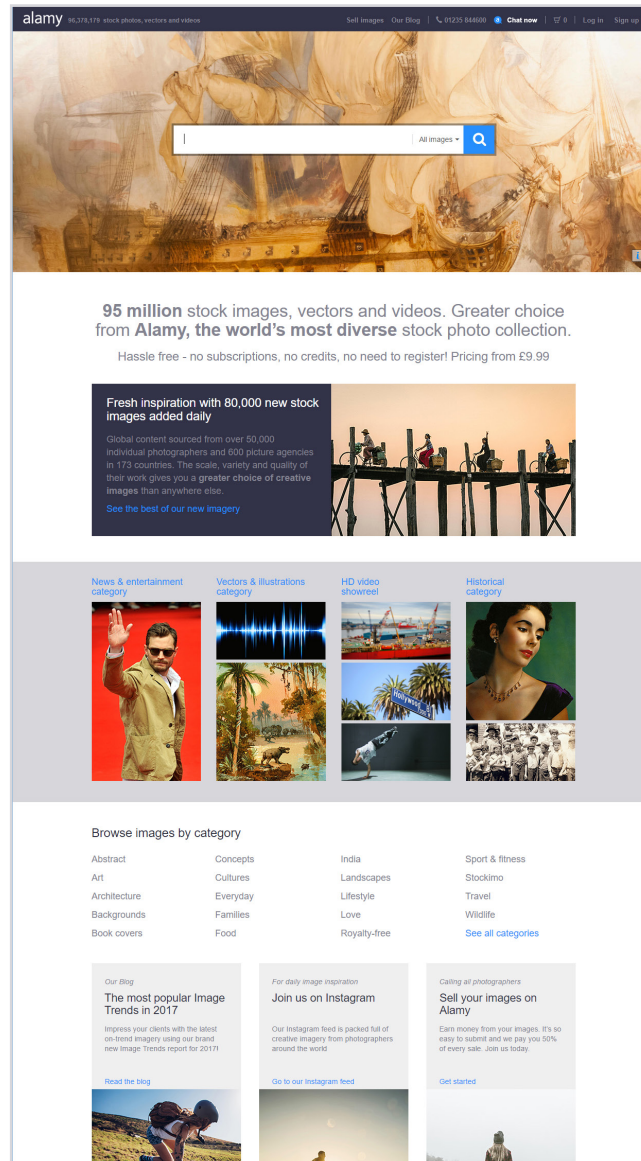 alamy 96,378,179 stock photos, vectors and videos Sell images Our Blog 01235 844600 Chat now 0 Log in Sign up
All images
95 million stock images, vectors and videos. Greater choice
from Alamy, the world's most diverse stock photo collection.
Hassle free - no subscriptions, no credits, no need to register! Pricing from £9.99
Fresh inspiration with 80,000 new stock
images added daily
Global content sourced from over 50,000
individual photographers and 600 picture agencies
in 173 countries. The scale, variety and quality of
their work gives you a greater choice of creative
images than anywhere else.
See the best of our new imagery
News & entertainment
category
Vectors & illustrations
category
HD video
showreel
Historical
category
Hollywood
Browse images by category
Abstract Concepts India Sport & fitness
Art Cultures Landscapes Stockimo
Architecture Everyday Lifestyle Travel
Backgrounds Families Love Wildlife
Book covers Food Royalty-free See all categories
Our Blog
The most popular Image
Trends in 2017
Impress your clients with the latest
on-trend imagery using our brand
new Image Trends report for 2017!
Read the blog
For daily image inspiration
Join us on Instagram
Our Instagram feed is packed full of
creative imagery from photographers
around the world
Go to our Instagram feed
Calling all photographers
Sell your images on
Alamy
Earn money from your images. It's so
easy to submit and we pay you 50%
of every sale. Join us today.
Get started